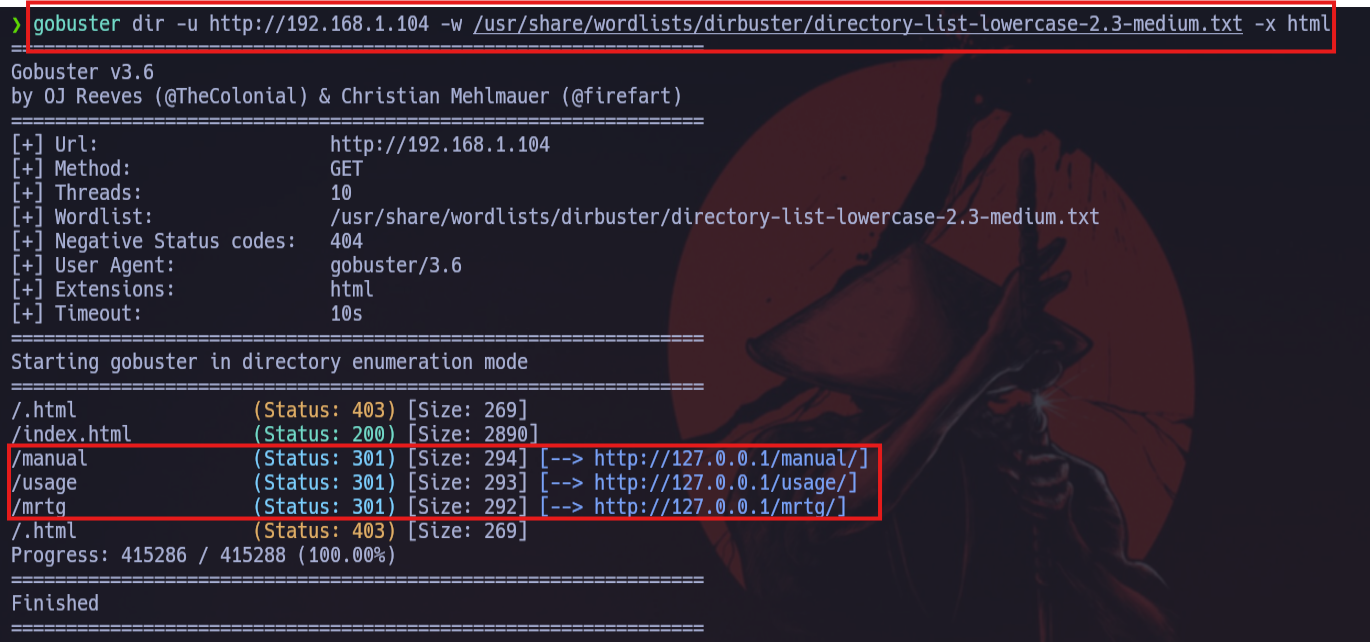 ❯ gobuster dir -u http://192.168.1.104 -w /usr/share/wordlists/dirbuster/directory-list-lowercase-2.3-medium.txt -x html
===============================================================
Gobuster v3.6
by OJ Reeves (@TheColonial) & Christian Mehlmauer (@firefart)
===============================================================
[+] Url:                     http://192.168.1.104
[+] Method:                  GET
[+] Threads:                 10
[+] Wordlist:                /usr/share/wordlists/dirbuster/directory-list-lowercase-2.3-medium.txt
[+] Negative Status codes:   404
[+] User Agent:              gobuster/3.6
[+] Extensions:              html
[+] Timeout:                 10s
===============================================================
Starting gobuster in directory enumeration mode
===============================================================
/.html                (Status: 403) [Size: 269]
/index.html           (Status: 200) [Size: 2890]
/manual               (Status: 301) [Size: 294] [--> http://127.0.0.1/manual/]
/usage                (Status: 301) [Size: 293] [--> http://127.0.0.1/usage/]
/mrtg                 (Status: 301) [Size: 292] [--> http://127.0.0.1/mrtg/]
/.html                (Status: 403) [Size: 269]
Progress: 415286 / 415288 (100.00%)
===============================================================
Finished
===============================================================